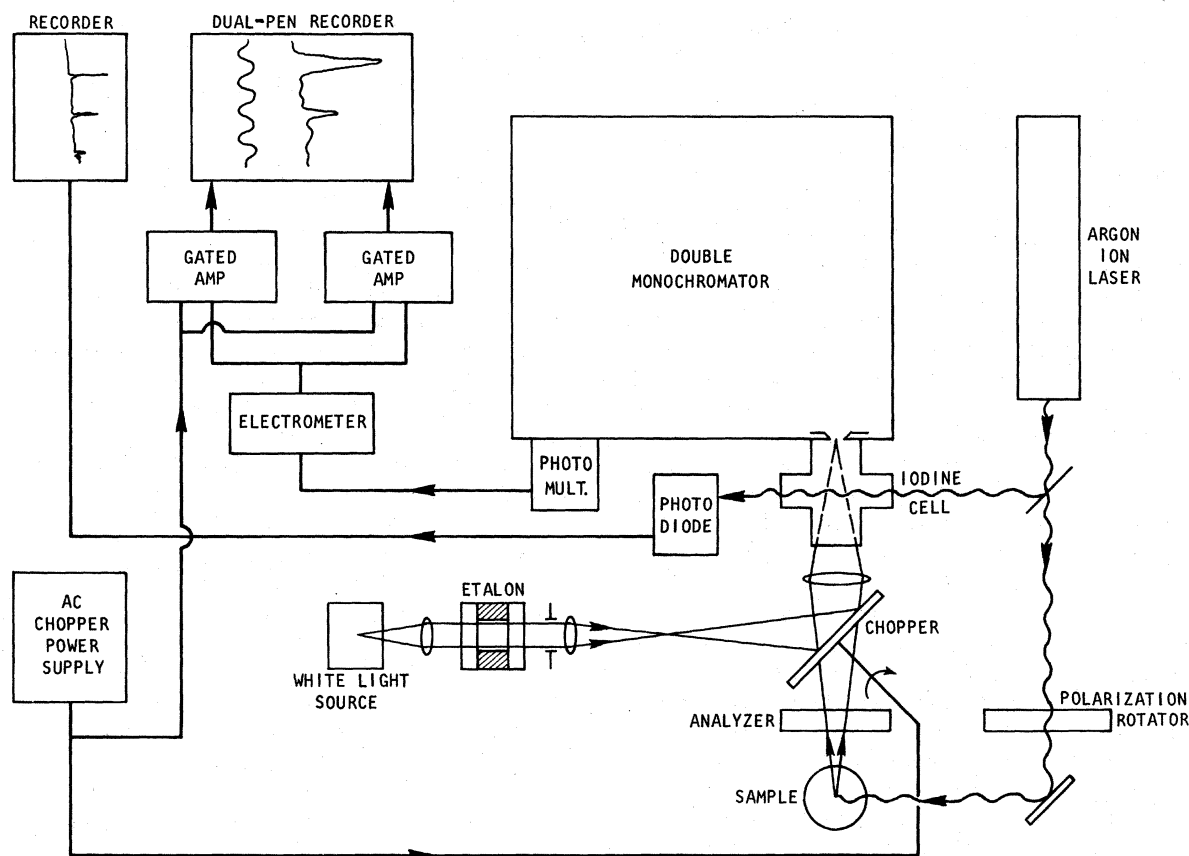 RECORDER
DUAL-PEN RECORDER
GATED
AMP
GATED
AMP
DOUBLE
MONOCHROMATOR
ARGON
ION
LASER
ELECTROMETER
PHOTO
MULT.
PHOTO
DIODE
IODINE
CELL
AC
CHOPPER
POWER
SUPPLY
ETALON
WHITE LIGHT
SOURCE
CHOPPER
ANALYZER
POLARIZATION
ROTATOR
SAMPLE